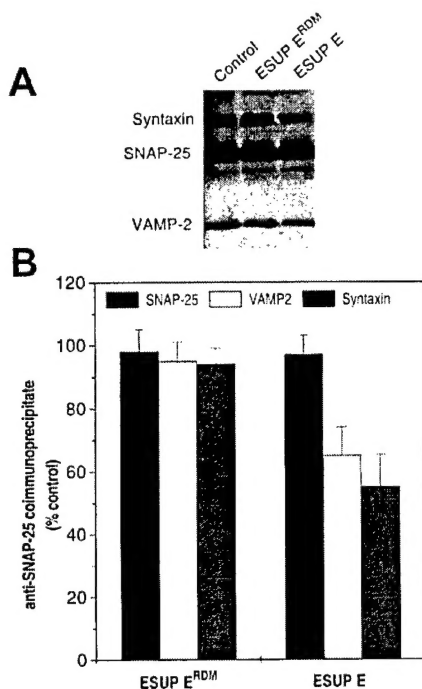 Control ESUP E^RDM ESUP E
A
Syntaxin
SNAP-25
VAMP-2
B
120
SNAP-25 VAMP2 Syntaxin
100
80
60
40
20
0
anti-SNAP-25 coimmunoprecipitate
(% control)
ESUP E^RDM ESUP E